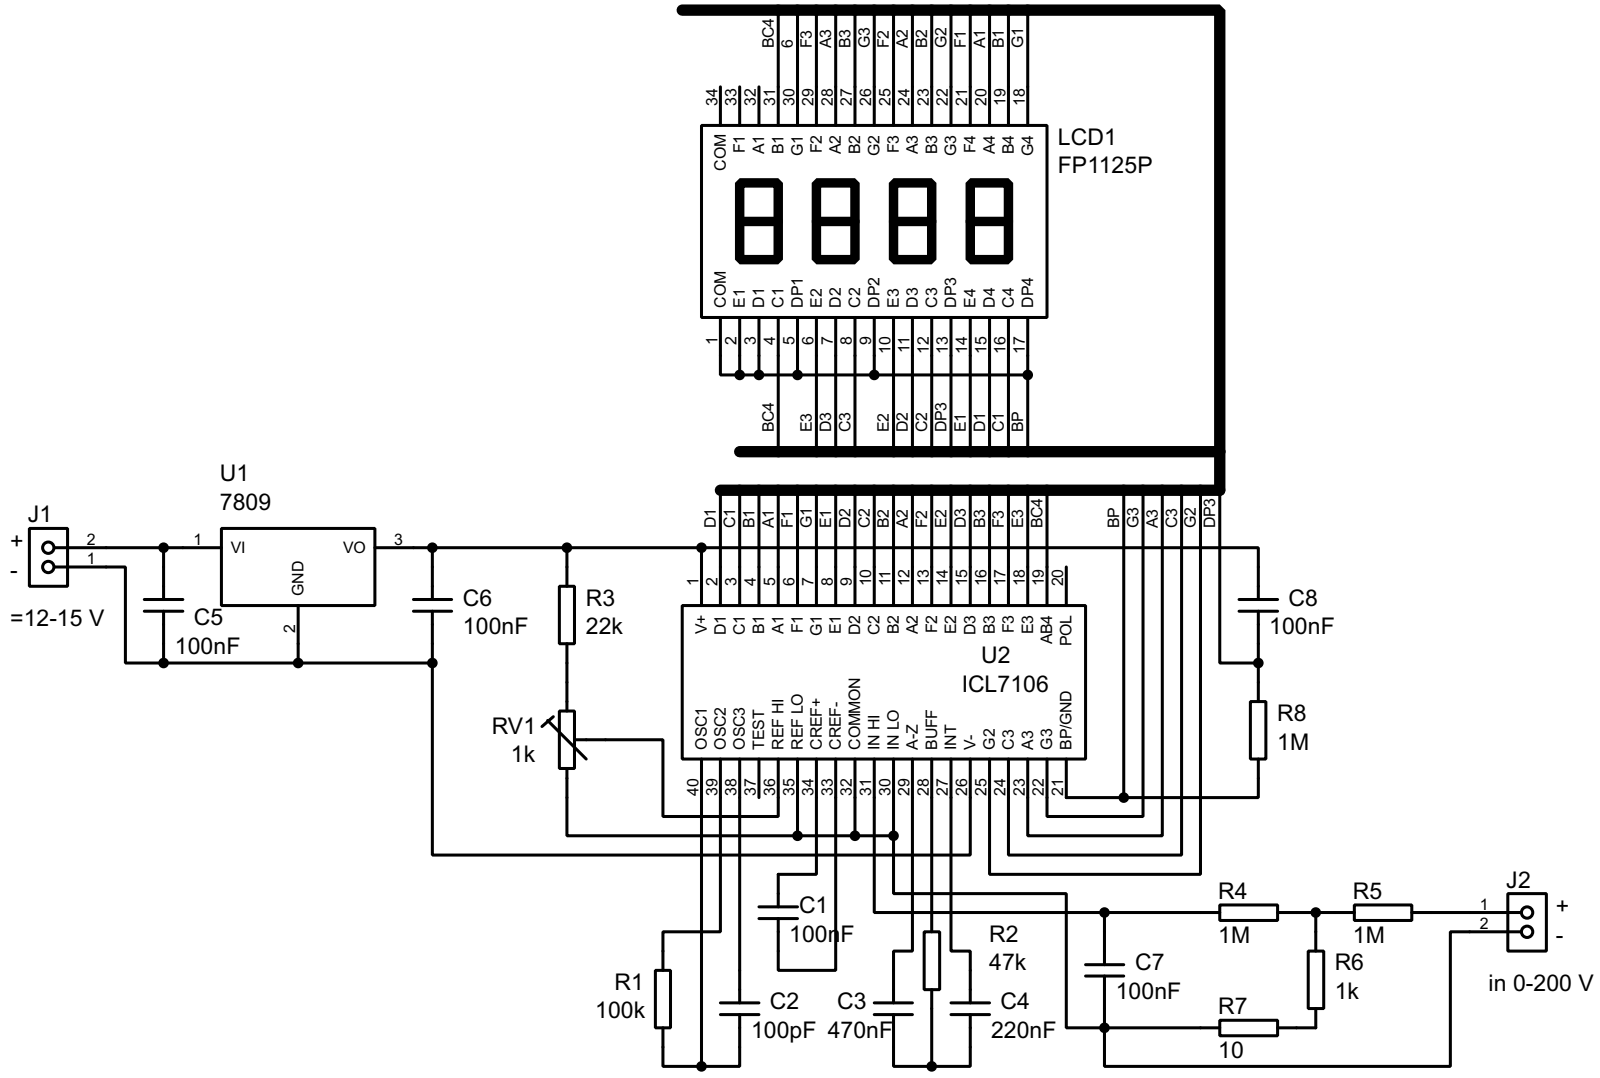 BC4 6 F3 A3 B3 G3 F2 A2 B2 G2 F1 A1 B1 G1
34 33 32 31 30 29 28 27 26 25 24 23 22 21 20 19 18
COM F1 A1 B1 G1 F2 A2 B2 G2 F3 A3 B3 G3 F4 A4 B4 G4
LCD1
FP1125P
COM E1 D1 C1 DP1 E2 D2 C2 DP2 E3 D3 C3 DP3 E4 D4 C4 DP4
1 2 3 4 5 6 7 8 9 10 11 12 13 14 15 16 17
BC4 E3 D3 C3 E2 D2 C2 DP3 E1 D1 C1 BP
U1
7809
J1
+
-
2
1
=12-15 V
1
VI
VO
3
GND
2
C5
100nF
C6
100nF
R3
22k
RV1
1k
D1 C1 B1 A1 F1 G1 E1 D2 C2 B2 A2 F2 E2 D3 B3 F3 E3 BC4
BP G3 A3 C3 G2 DP3
1 2 3 4 5 6 7 8 9 10 11 12 13 14 15 16 17 18 19 20
V+ D1 C1 B1 A1 F1 G1 E1 D2 C2 B2 A2 F2 E2 D3 B3 F3 E3 AB4 POL
U2
ICL7106
OSC1 OSC2 OSC3 TEST REF HI REF LO CREF+ CREF- COMMON IN HI IN LO A-Z BUFF INT V- G2 C3 A3 G3 BP/GND
40 39 38 37 36 35 34 33 32 31 30 29 28 27 26 25 24 23 22 21
C8
100nF
R8
1M
C1
100nF
R1
100k
C2
100pF
C3
470nF
R2
47k
C4
220nF
C7
100nF
R4
1M
R5
1M
R6
1k
R7
10
J2
1
2
+
-
in 0-200 V